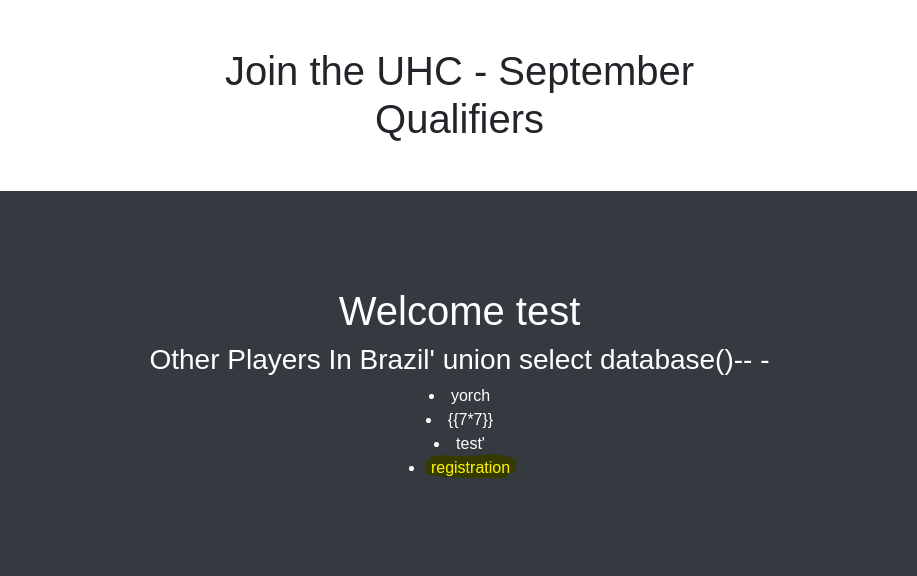 Join the UHC - September
Qualifiers
Welcome test
Other Players In Brazil' union select database()-- -
yorch
{{7*7}}
test'
registration